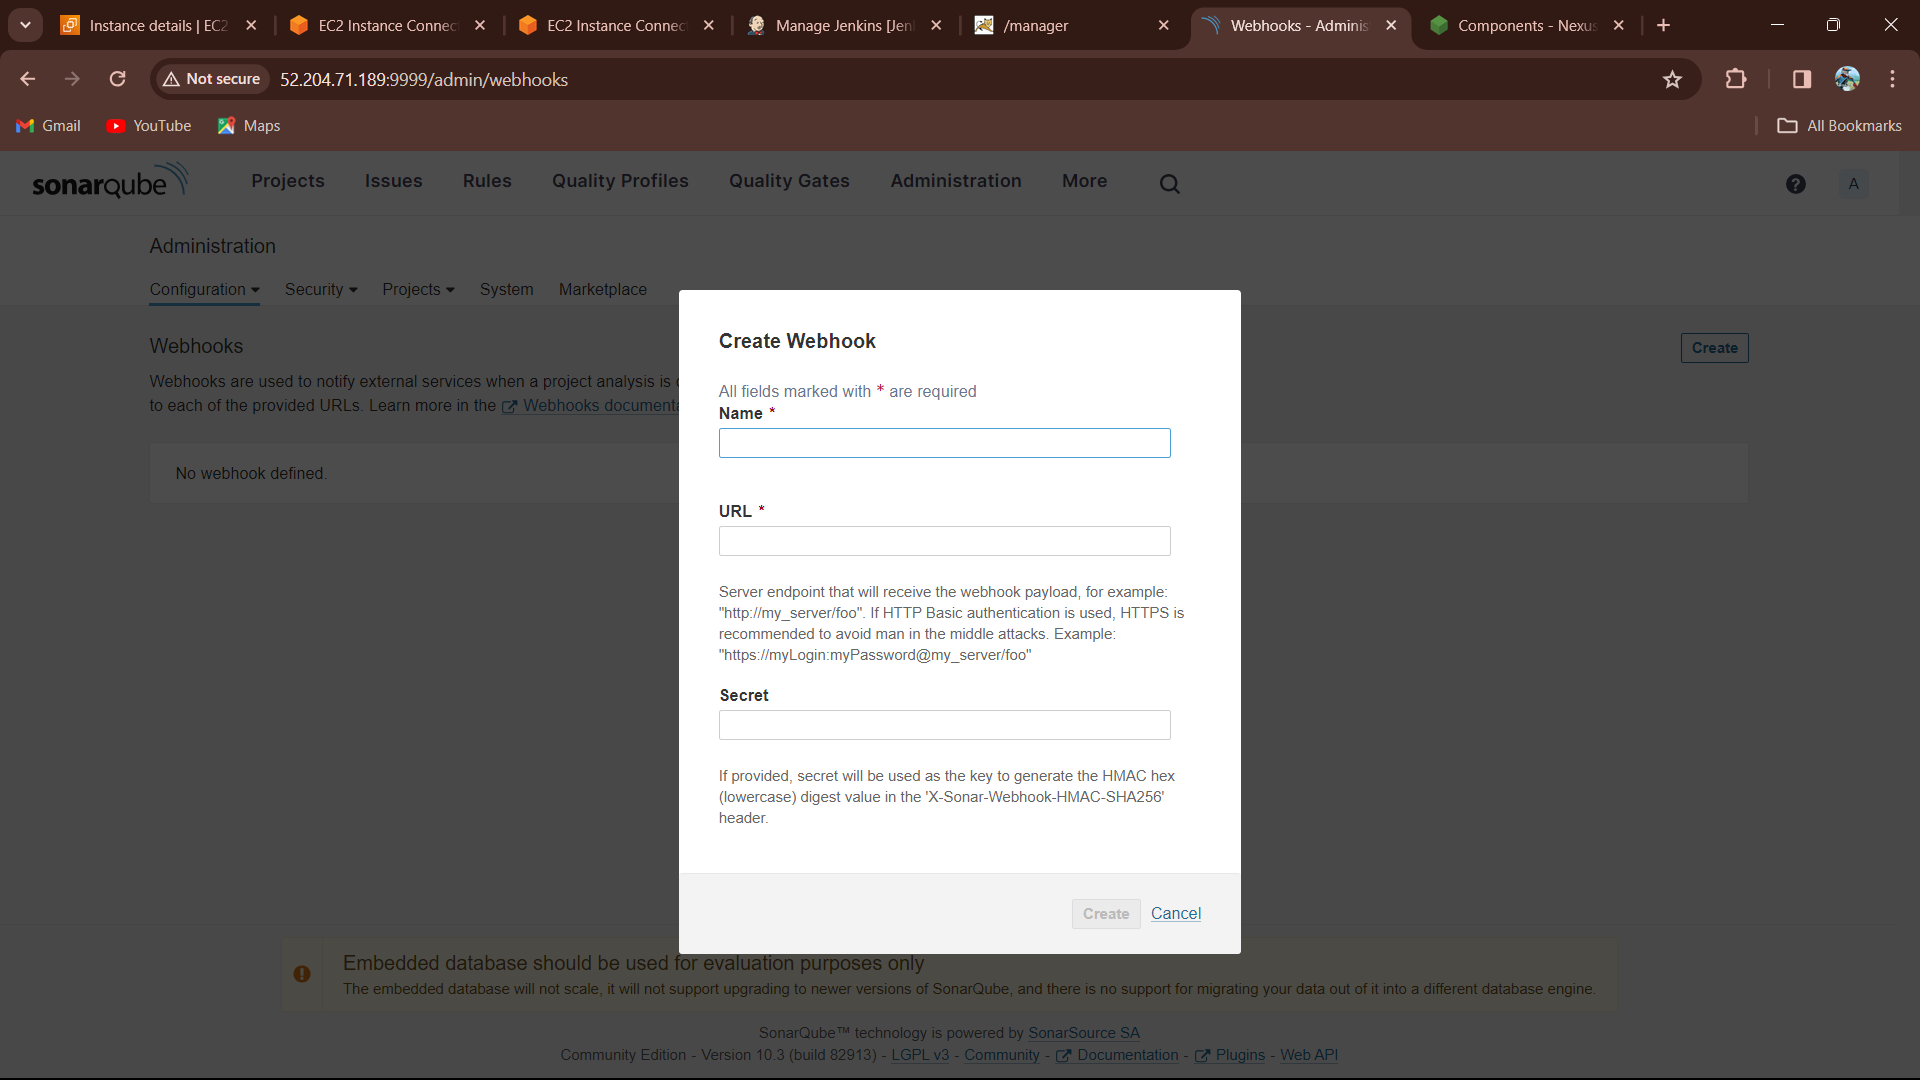 Instance details | EC2
EC2 Instance Connec
EC2 Instance Connec
Manage Jenkins [Jen
/manager
Webhooks - Adminis
Components - Nexus
Not secure
52.204.71.189:9999/admin/webhooks
Gmail
YouTube
Maps
All Bookmarks
sonarqube
Projects
Issues
Rules
Quality Profiles
Quality Gates
Administration
More
?
A
Administration
Configuration
Security
Projects
System
Marketplace
Webhooks
Create
Webhooks are used to notify external services when a project analysis is
to each of the provided URLs. Learn more in the Webhooks documenta
No webhook defined.
Create Webhook
All fields marked with * are required
Name *
URL *
Server endpoint that will receive the webhook payload, for example:
"http://my_server/foo". If HTTP Basic authentication is used, HTTPS is
recommended to avoid man in the middle attacks. Example:
"https://myLogin:myPassword@my_server/foo"
Secret
If provided, secret will be used as the key to generate the HMAC hex
(lowercase) digest value in the 'X-Sonar-Webhook-HMAC-SHA256'
header.
Create
Cancel
Embedded database should be used for evaluation purposes only
The embedded database will not scale, it will not support upgrading to newer versions of SonarQube, and there is no support for migrating your data out of it into a different database engine.
SonarQube™ technology is powered by SonarSource SA
Community Edition - Version 10.3 (build 82913) - LGPL v3 - Community - Documentation - Plugins - Web API